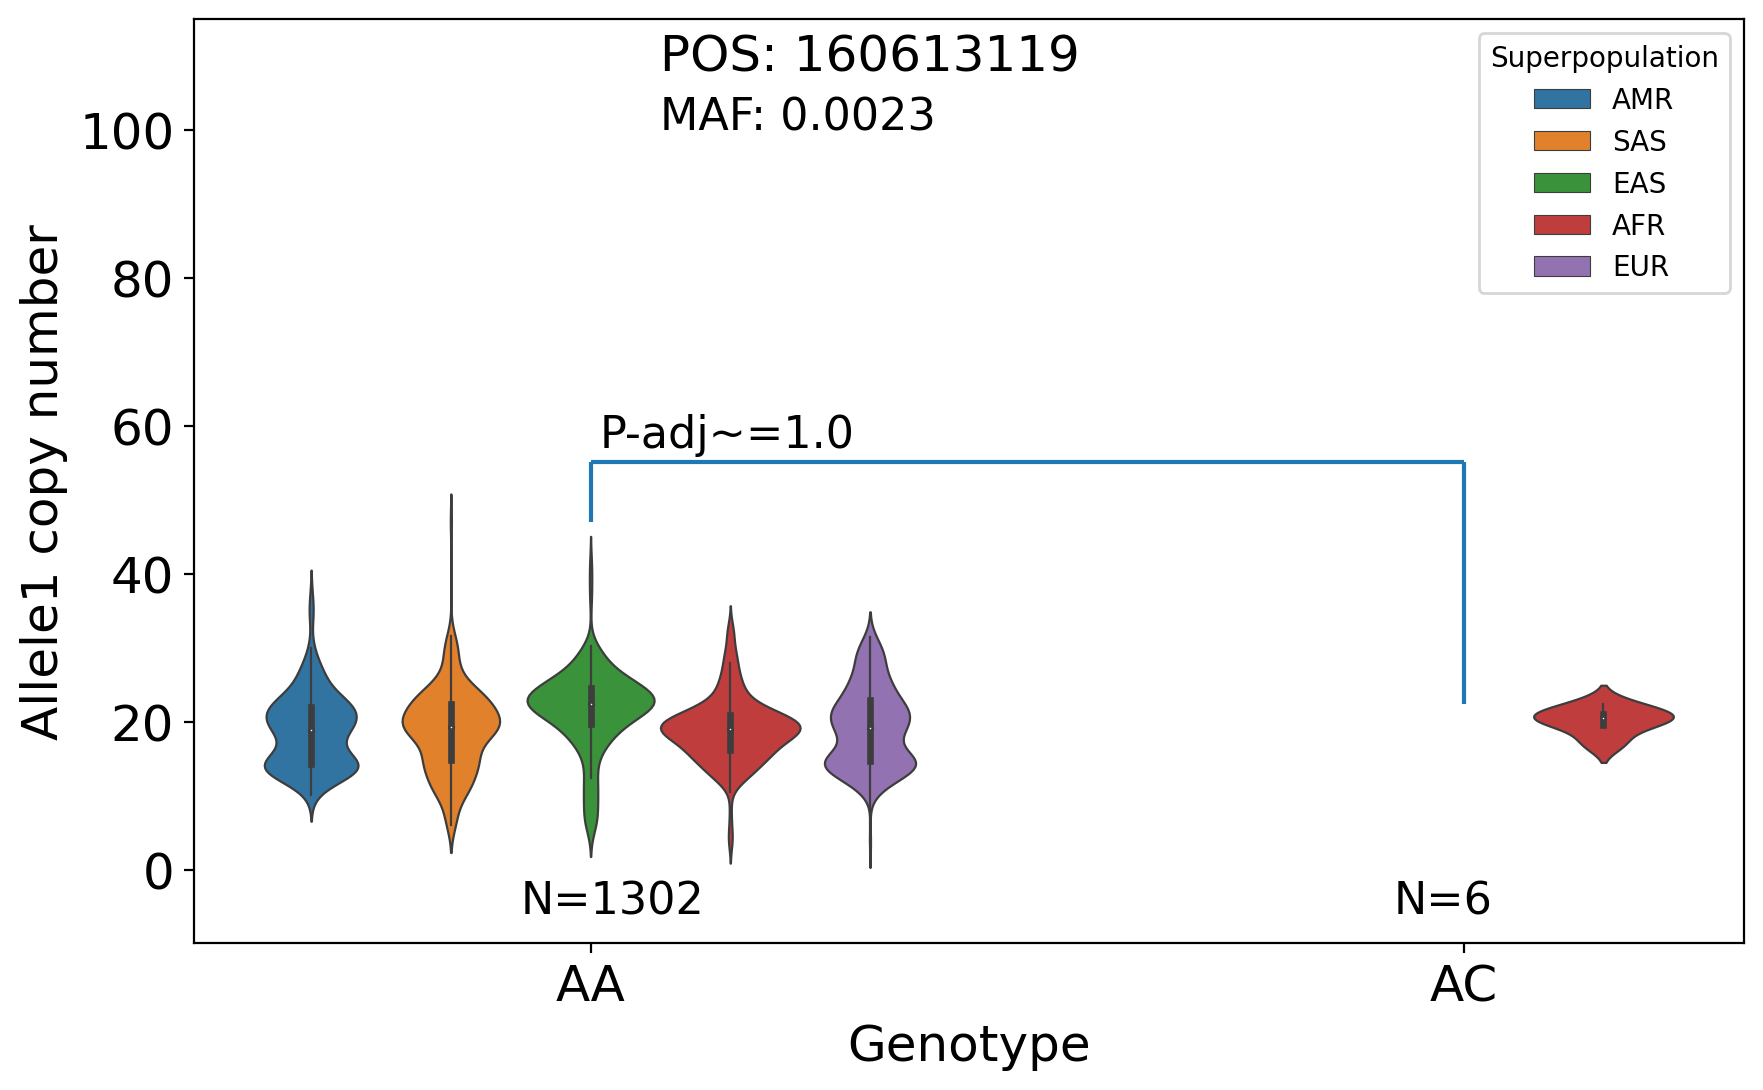 POS: 160613119
MAF: 0.0023
Superpopulation
AMR
SAS
EAS
AFR
EUR
Allele1 copy number
100
80
60
40
20
0
P-adj~=1.0
N=1302
N=6
AA
AC
Genotype